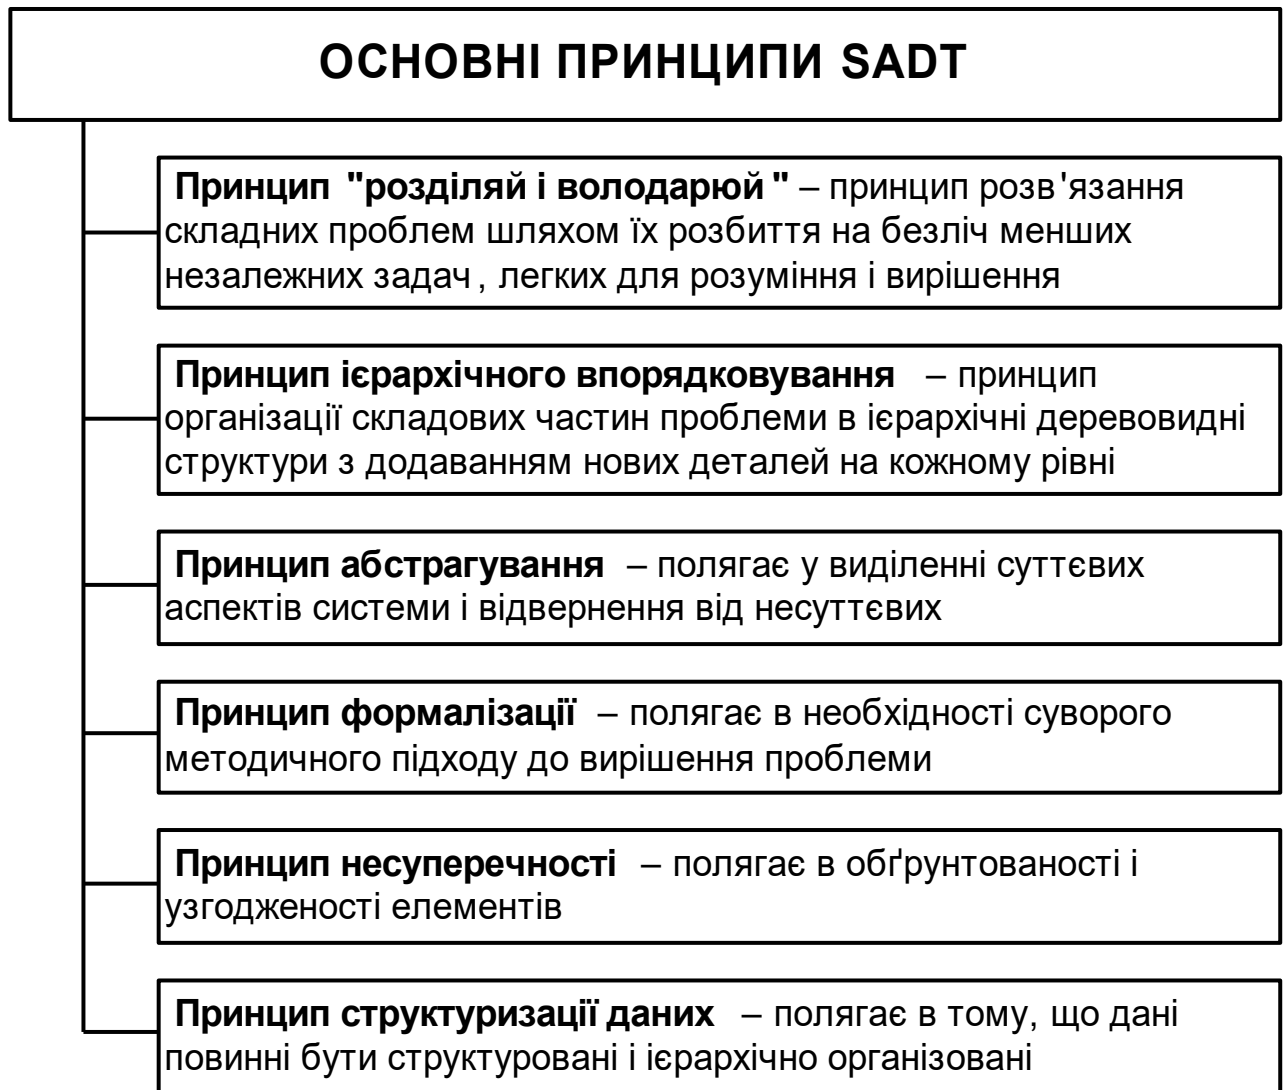 ОСНОВНІ ПРИНЦИПИ SADT
Принцип "розділяй і володарюй" – принцип розв'язання
складних проблем шляхом їх розбиття на безліч менших
незалежних задач, легких для розуміння і вирішення
Принцип ієрархічного впорядковування – принцип
організації складових частин проблеми в ієрархічні деревовидні
структури з додаванням нових деталей на кожному рівні
Принцип абстрагування – полягає у виділенні суттєвих
аспектів системи і відвернення від несуттєвих
Принцип формалізації – полягає в необхідності суворого
методичного підходу до вирішення проблеми
Принцип несуперечності – полягає в обґрунтованості і
узгодженості елементів
Принцип структуризації даних – полягає в тому, що дані
повинні бути структуровані і ієрархічно організовані